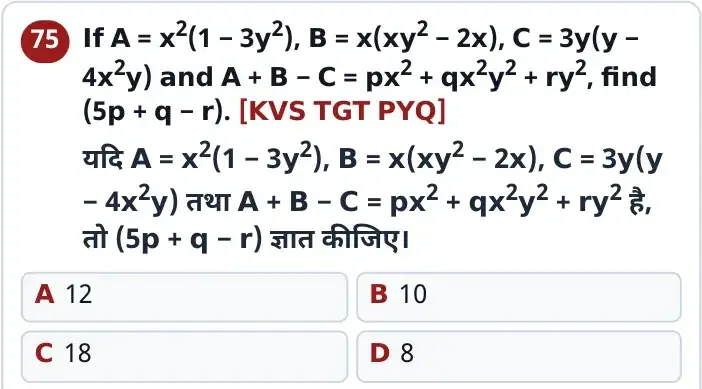 75 If A = x²(1 − 3y²), B = x(xy² − 2x), C = 3y(y −
4x²y) and A + B − C = px² + qx²y² + ry², find
(5p + q − r). [KVS TGT PYQ]
यदि A = x²(1 − 3y²), B = x(xy² − 2x), C = 3y(y
− 4x²y) तथा A + B − C = px² + qx²y² + ry² है,
तो (5p + q − r) ज्ञात कीजिए।
A 12
B 10
C 18
D 8